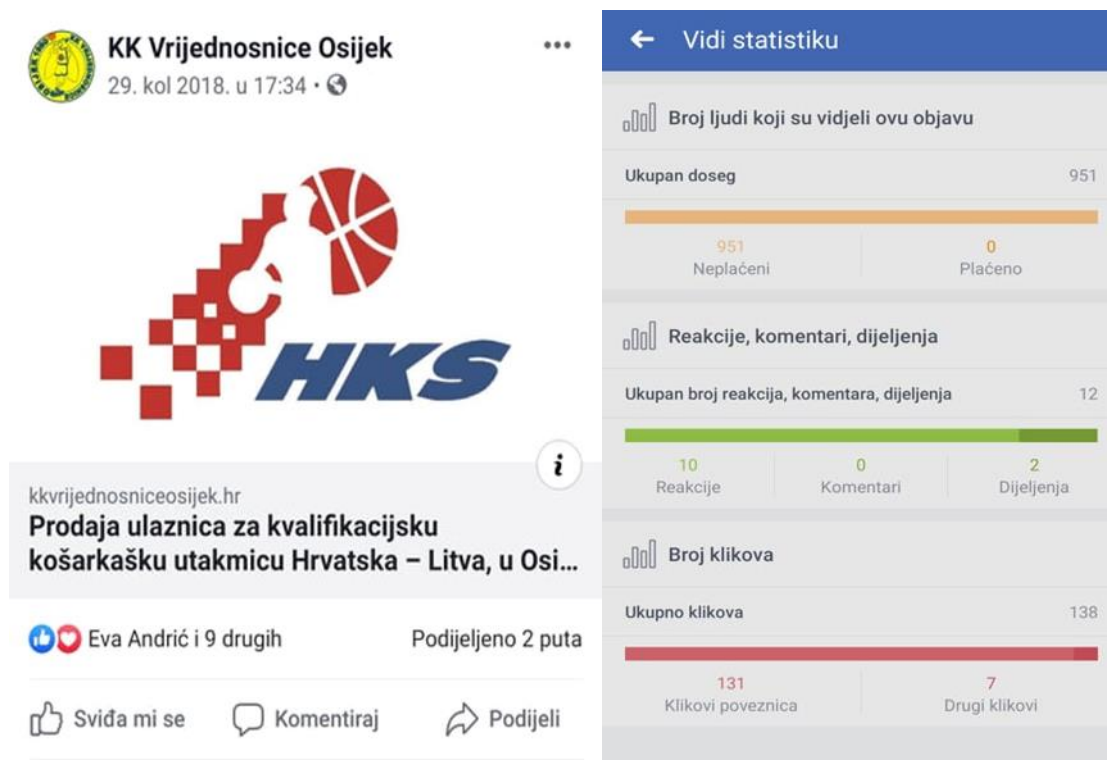 KK Vrijednosnice Osijek
29. kol 2018. u 17:34
HKS
kkvrijednosniceosijek.hr
Prodaja ulaznica za kvalifikacijsku
košarkašku utakmicu Hrvatska – Litva, u Osi...
Eva Andrić i 9 drugih
Podijeljeno 2 puta
Sviđa mi se
Komentiraj
Podijeli
Vidi statistiku
Broj ljudi koji su vidjeli ovu objavu
Ukupan doseg 951
951 0
Neplaćeni Plaćeno
Reakcije, komentari, dijeljenja
Ukupan broj reakcija, komentara, dijeljenja 12
10 0 2
Reakcije Komentari Dijeljenja
Broj klikova
Ukupno klikova 138
131 7
Klikovi poveznica Drugi klikovi